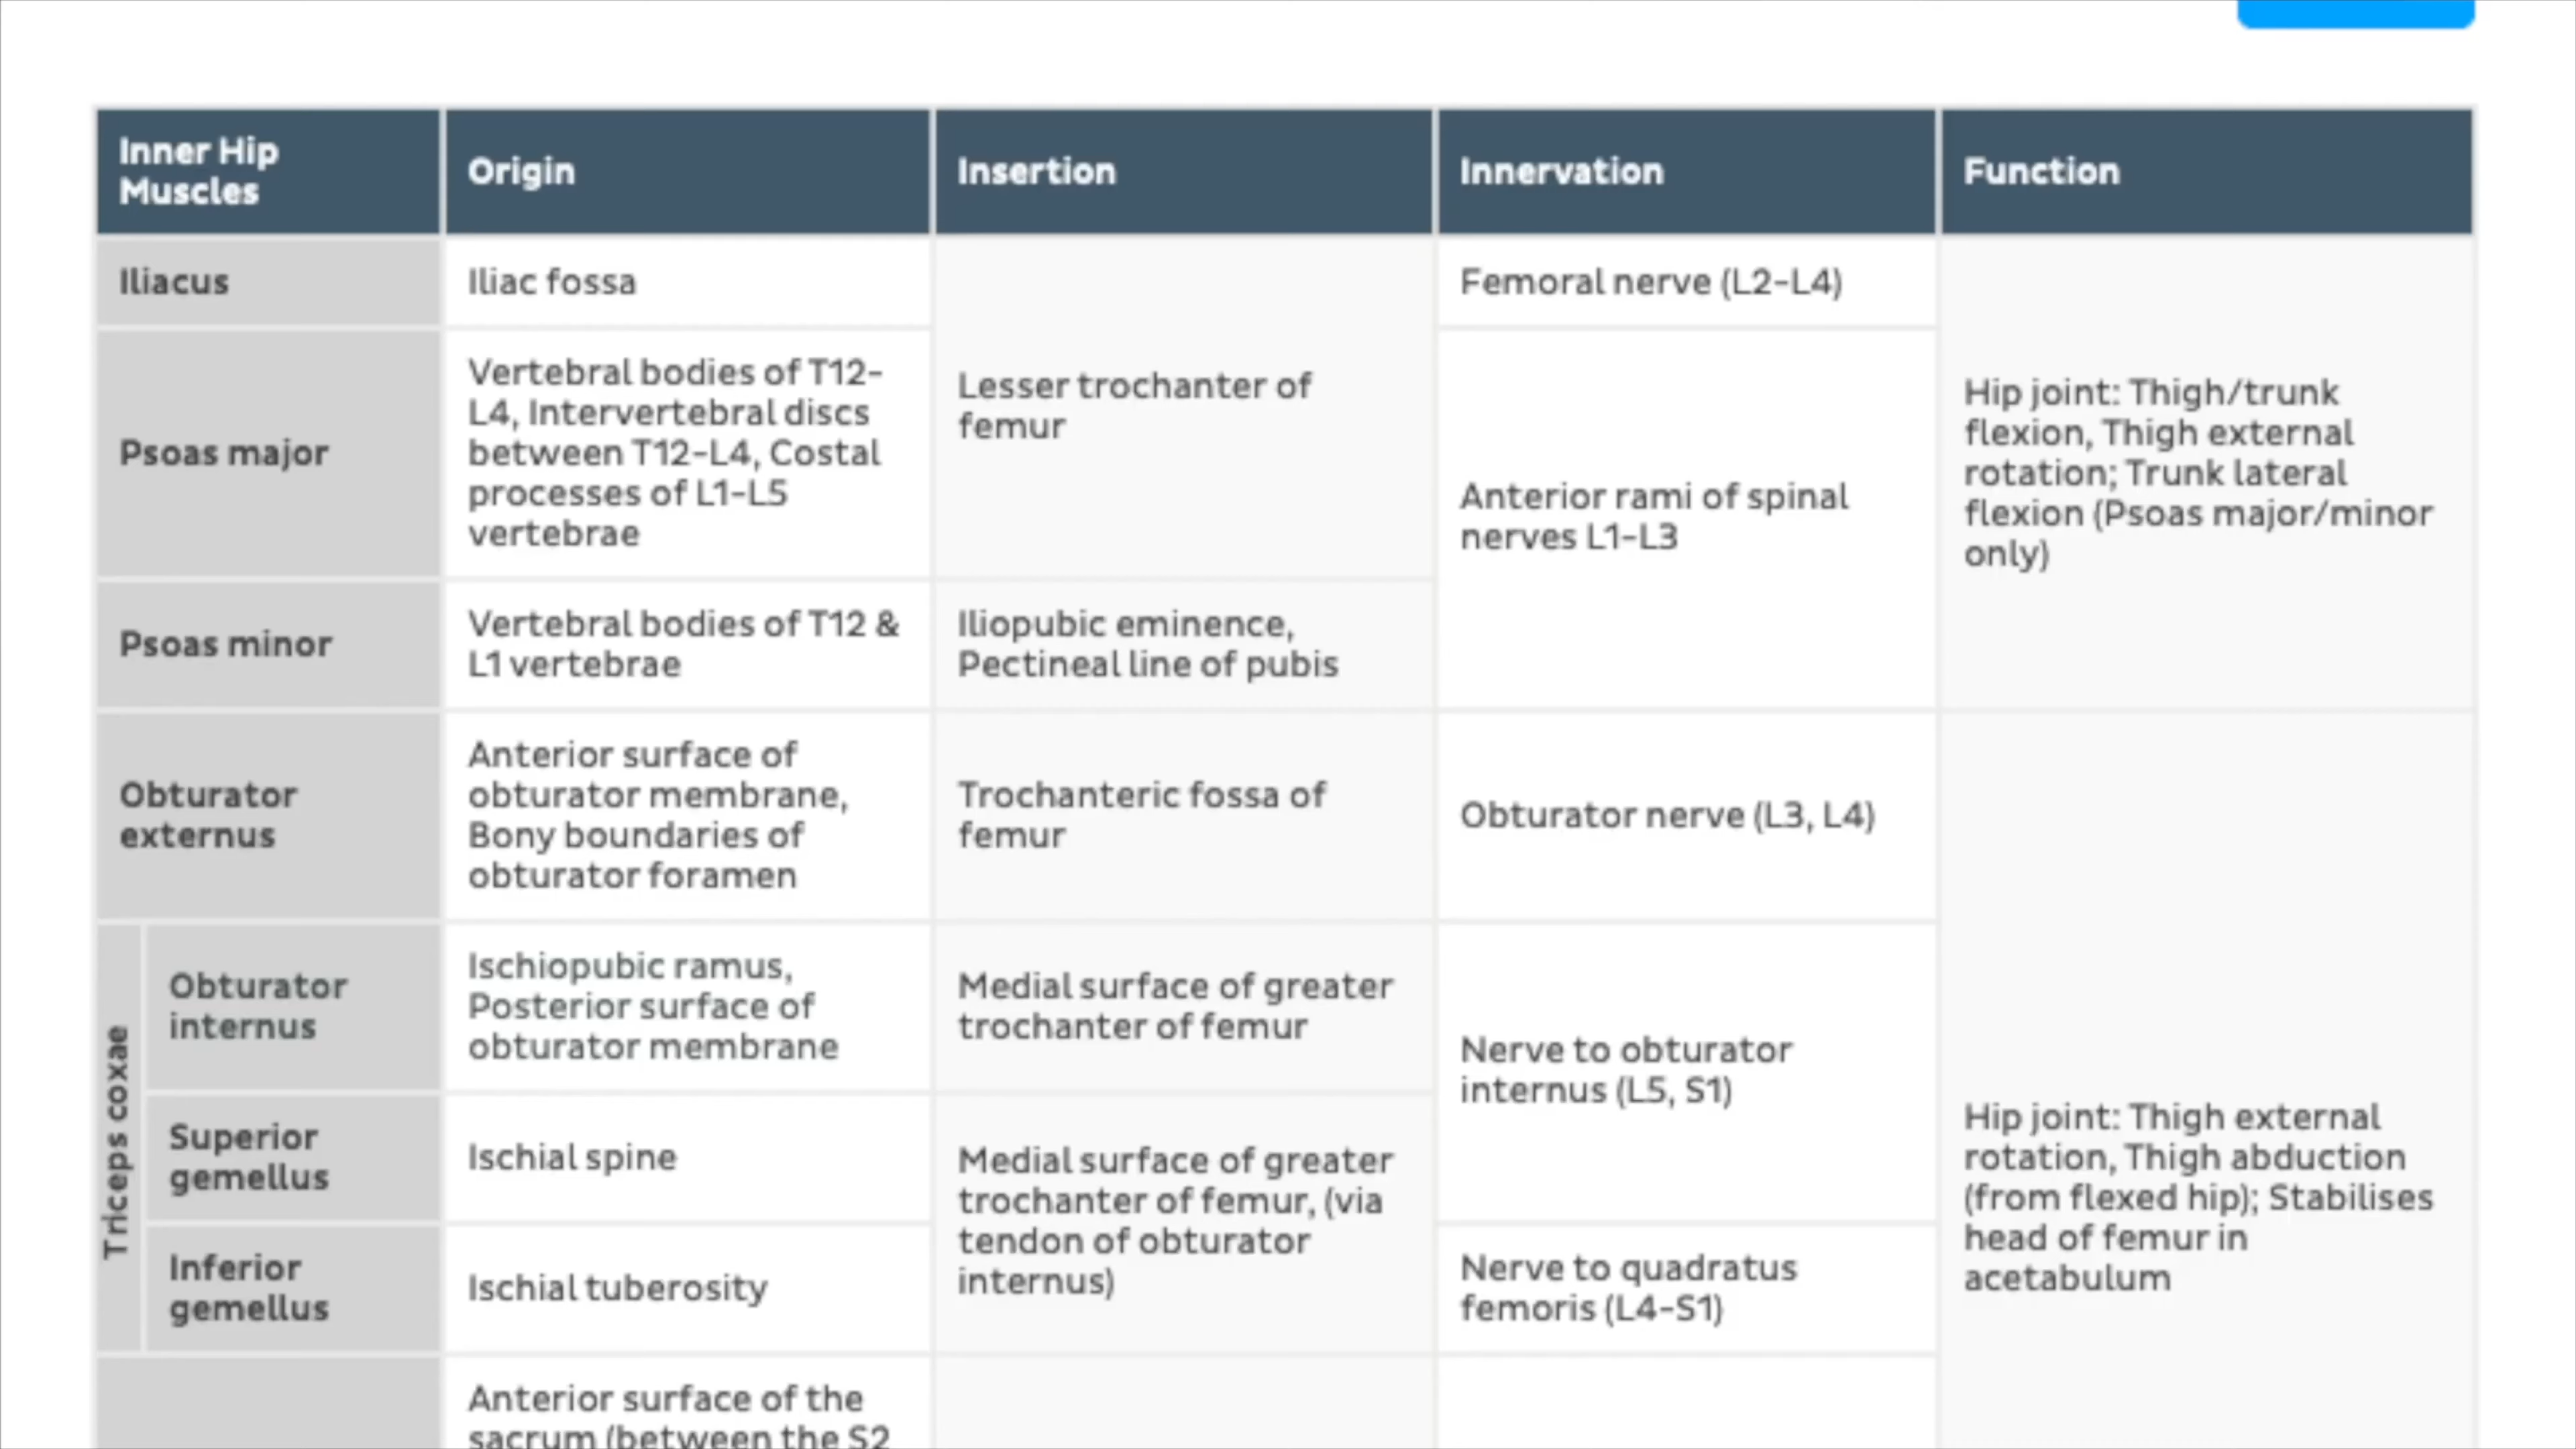 Inner Hip
Muscles
Origin
Insertion
Innervation
Function
Iliacus
Iliac fossa
Lesser trochanter of
femur
Femoral nerve (L2-L4)
Hip joint: Thigh/trunk
flexion, Thigh external
rotation; Trunk lateral
flexion (Psoas major/minor
only)
Psoas major
Vertebral bodies of T12-
L4, Intervertebral discs
between T12-L4, Costal
processes of L1-L5
vertebrae
Anterior rami of spinal
nerves L1-L3
Psoas minor
Vertebral bodies of T12 &
L1 vertebrae
Iliopubic eminence,
Pectineal line of pubis
Obturator
externus
Anterior surface of
obturator membrane,
Bony boundaries of
obturator foramen
Trochanteric fossa of
femur
Obturator nerve (L3, L4)
Hip joint: Thigh external
rotation, Thigh abduction
(from flexed hip); Stabilises
head of femur in
acetabulum
Triceps coxae
Obturator
internus
Ischiopubic ramus,
Posterior surface of
obturator membrane
Medial surface of greater
trochanter of femur
Nerve to obturator
internus (L5, S1)
Superior
gemellus
Ischial spine
Medial surface of greater
trochanter of femur, (via
tendon of obturator
internus)
Inferior
gemellus
Ischial tuberosity
Nerve to quadratus
femoris (L4-S1)
Anterior surface of the
sacrum (between the S2